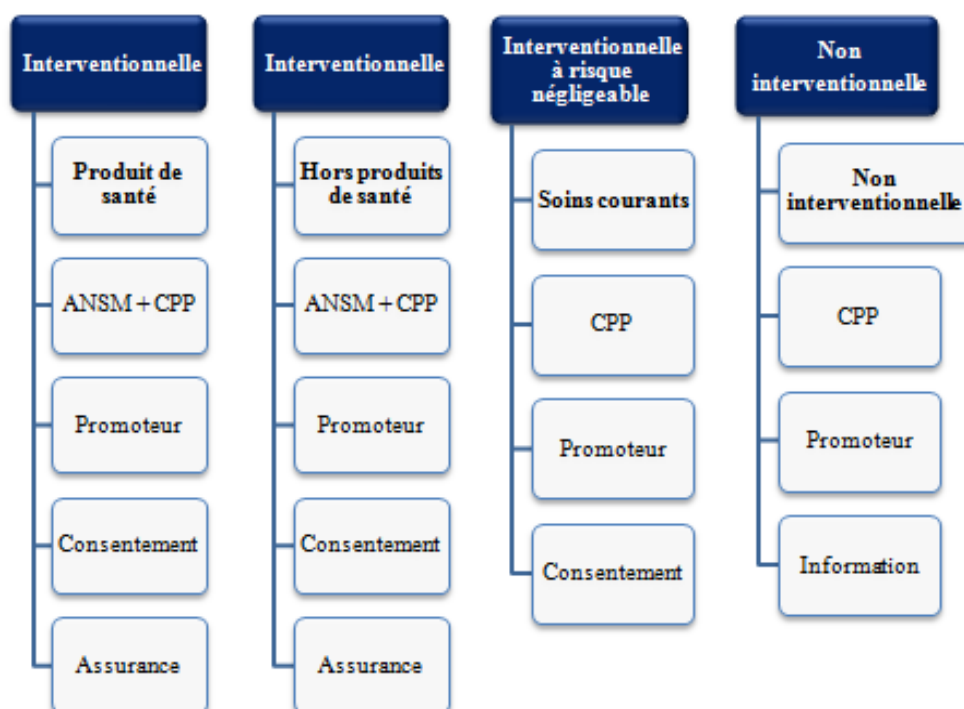 Interventionnelle
Produit de
santé
ANSM + CPP
Promoteur
Consentement
Assurance
Interventionnelle
Hors produits
de santé
ANSM + CPP
Promoteur
Consentement
Assurance
Interventionnelle
à risque
négligeable
Soins courants
CPP
Promoteur
Consentement
Non
interventionnelle
Non
interventionnelle
CPP
Promoteur
Information